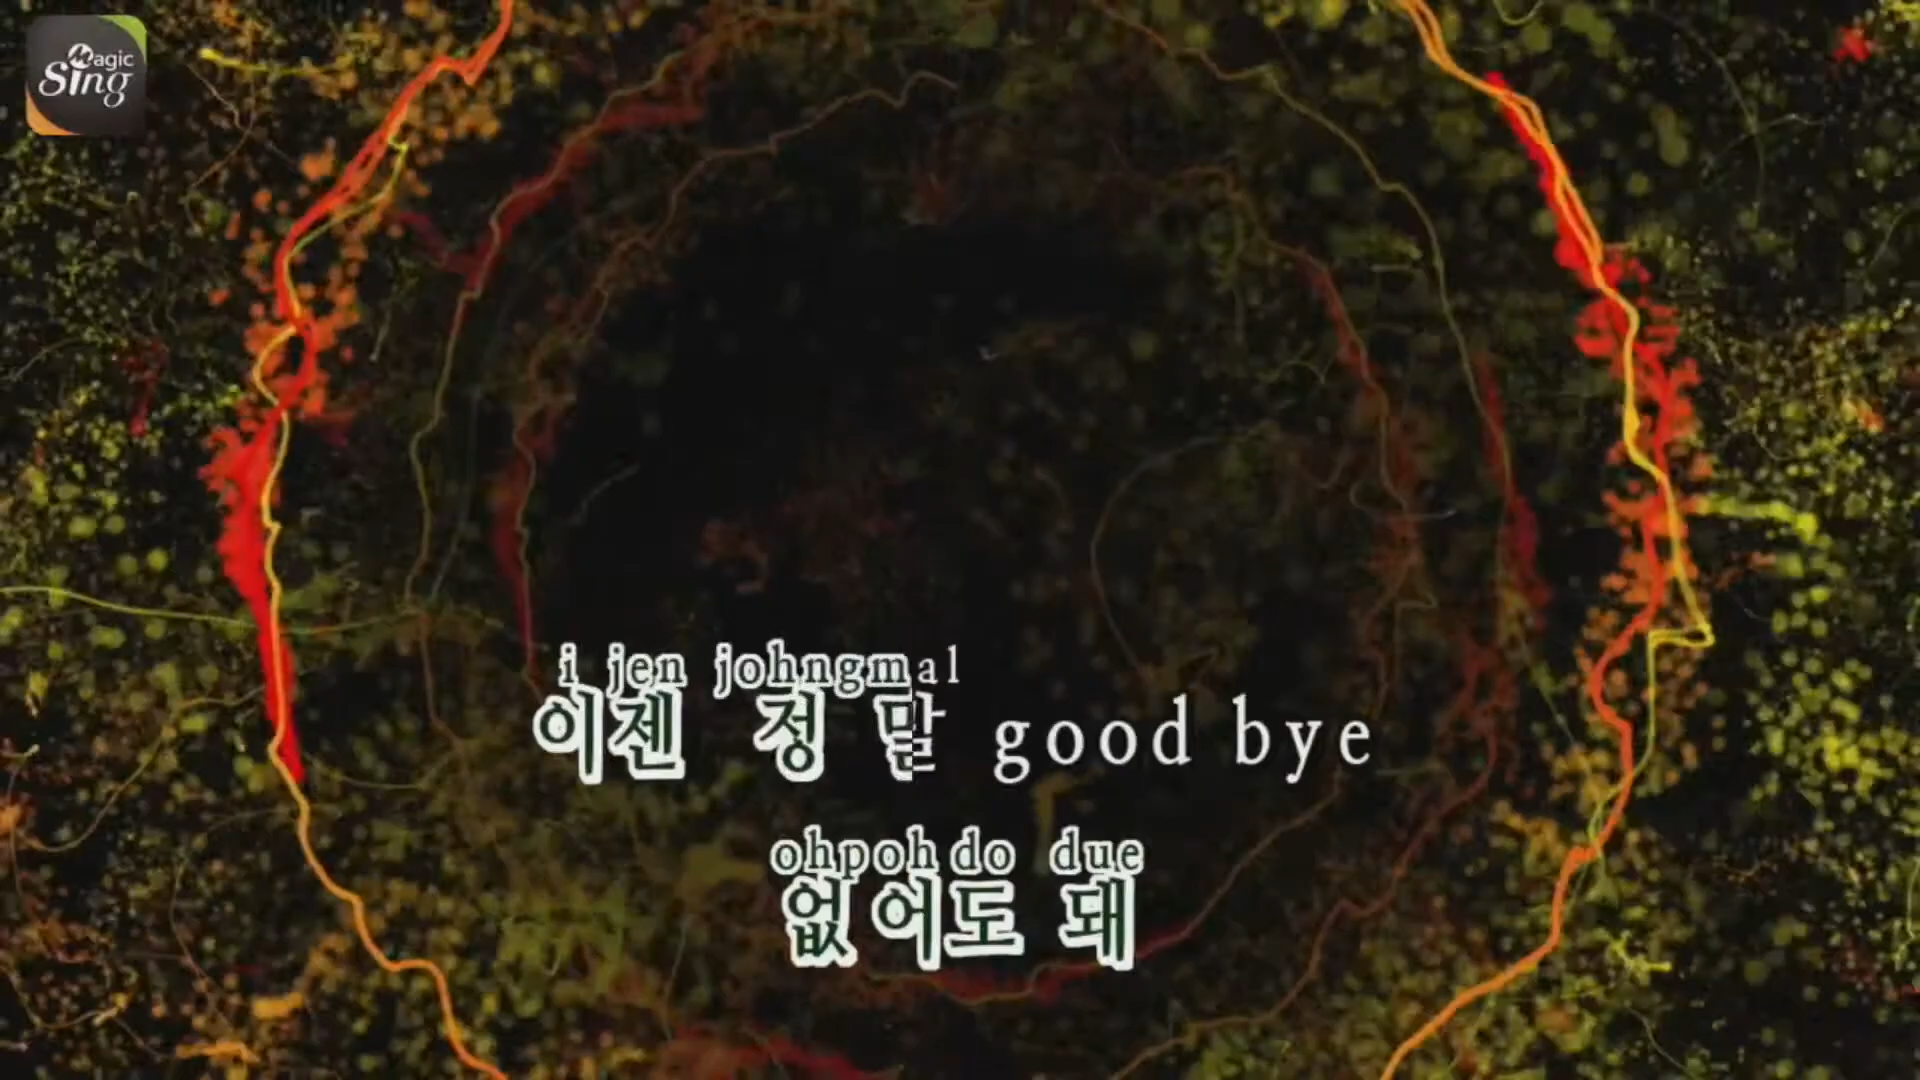 Magic
Sing
i jen johngmal
이젠 정말 good bye
ohpoh do due
없어도 돼